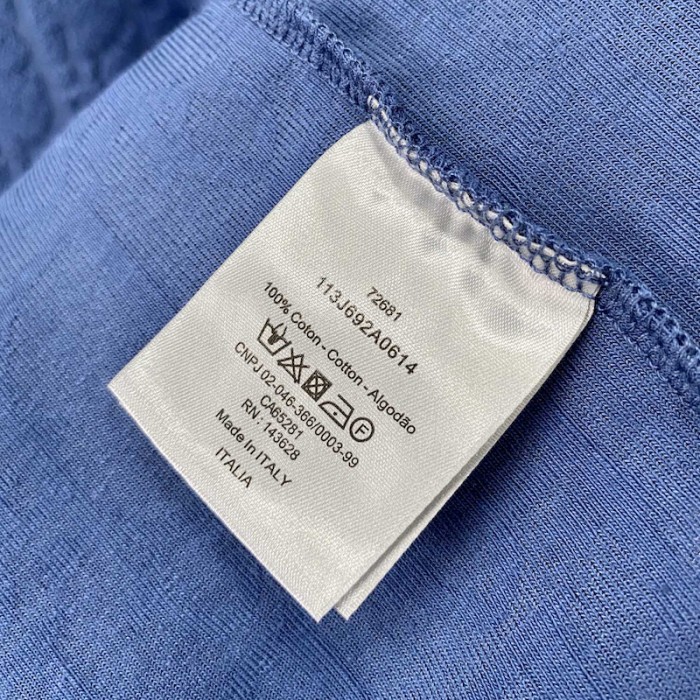 72681
113J692A0614
100% Coton - Cotton - Algodão
F
CNPJ 02-046-366/0003-99
CA65281
RN: 143628
Made In ITALY
ITALIA